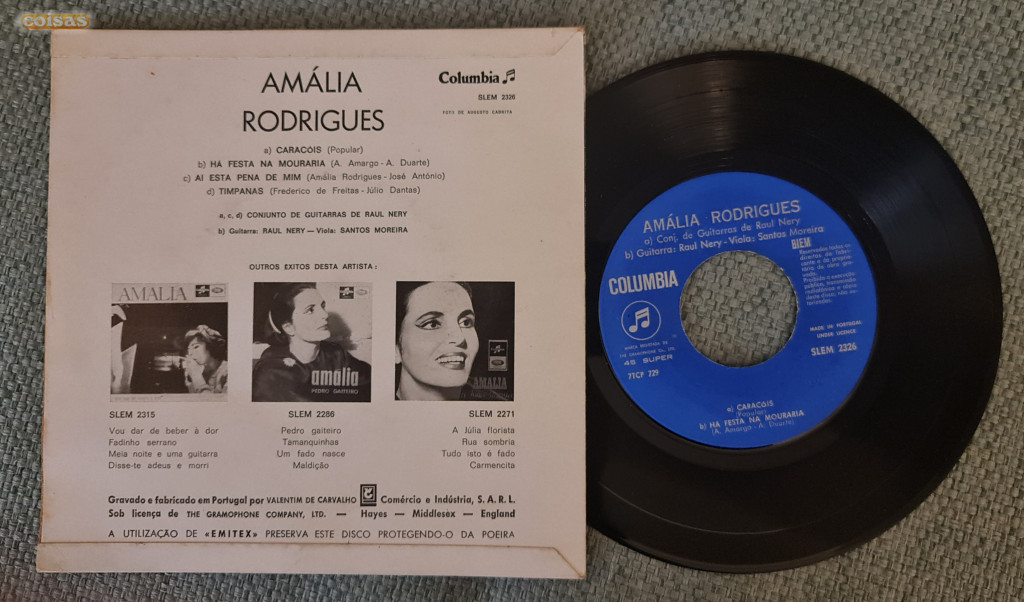 coisas
AMÁLIA
RODRIGUES
Columbia
SLEM 2326
FOTO DE AUGUSTO CABRITA
a) CARACÓIS (Popular)
b) HÁ FESTA NA MOURARIA (A. Amargo - A. Duarte)
c) AI ESTA PENA DE MIM (Amália Rodrigues - José António)
d) TIMPANAS (Frederico de Freitas - Júlio Dantas)
a, c, d) CONJUNTO DE GUITARRAS DE RAUL NERY
b) Guitarra: RAUL NERY — Viola: SANTOS MOREIRA
OUTROS EXITOS DESTA ARTISTA:
AMALIA
amália
PEDRO GAITEIRO
AMALIA
SLEM 2315
Vou dar de beber à dor
Fadinho serrano
Meia noite e uma guitarra
Disse-te adeus e morri
SLEM 2286
Pedro gaiteiro
Tamanquinhas
Um fado nasce
Maldição
SLEM 2271
A Júlia florista
Rua sombria
Tudo isto é fado
Carmencita
Gravado e fabricado em Portugal por VALENTIM DE CARVALHO Comércio e Indústria, S. A. R. L.
Sob licença de THE GRAMOPHONE COMPANY, LTD. — Hayes — Middlesex — England
A UTILIZAÇÃO DE «EMITEX» PRESERVA ESTE DISCO PROTEGENDO-O DA POEIRA
AMÁLIA RODRIGUES
a) Conj. de Guitarras de Raul Nery
b) Guitarra: Raul Nery - Viola: Santos Moreira
BIEM
COLUMBIA
45 SUPER
7TCP 729
MADE IN PORTUGAL
UNDER LICENCE
SLEM 2326
a) CARACÓIS
(Popular)
b) HÁ FESTA NA MOURARIA
(A. Amargo - A. Duarte)